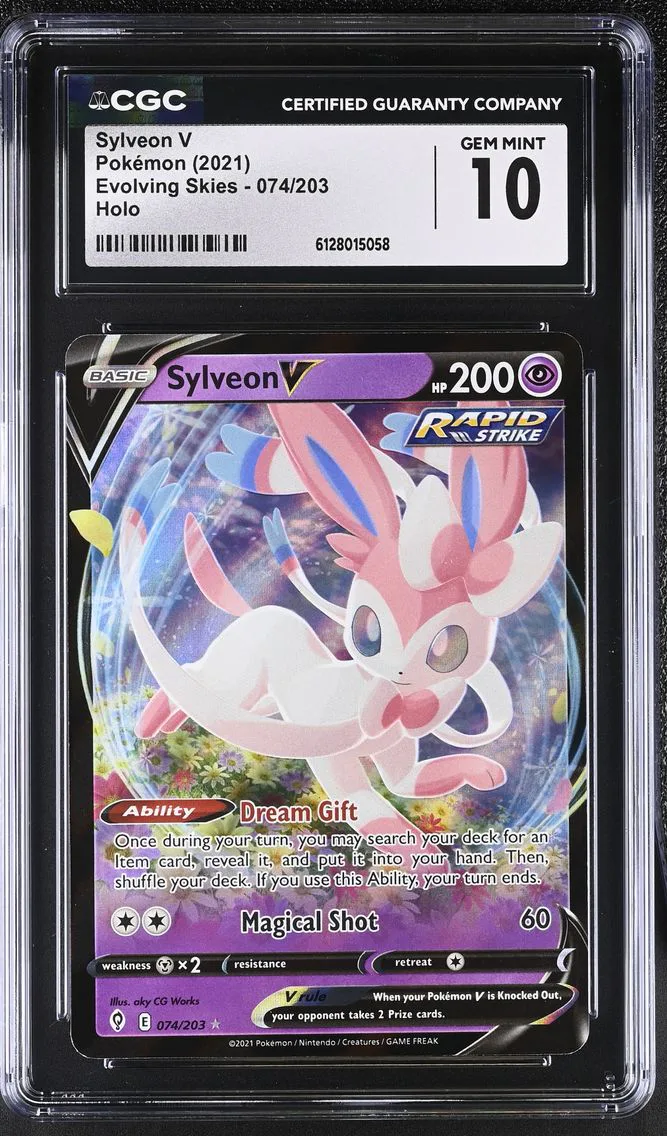 CGC CERTIFIED GUARANTY COMPANY
Sylveon V
Pokémon (2021)
Evolving Skies - 074/203
Holo
GEM MINT
10
6128015058
BASIC Sylveon V HP 200
RAPID
STRIKE
Ability Dream Gift
Once during your turn, you may search your deck for an
Item card, reveal it, and put it into your hand. Then,
shuffle your deck. If you use this Ability, your turn ends.
Magical Shot 60
weakness ×2 resistance retreat
Illus. aky CG Works
V rule When your Pokémon V is Knocked Out,
your opponent takes 2 Prize cards.
E 074/203
©2021 Pokémon / Nintendo / Creatures / GAME FREAK